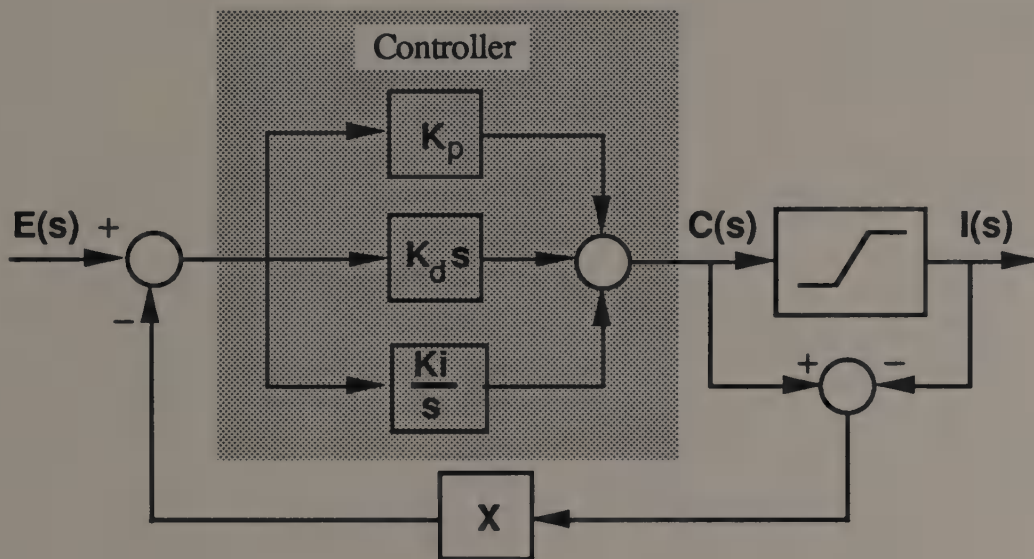 Controller
Kp
E(s)
+
Kd s
C(s)
I(s)
−
Ki
s
+
−
X